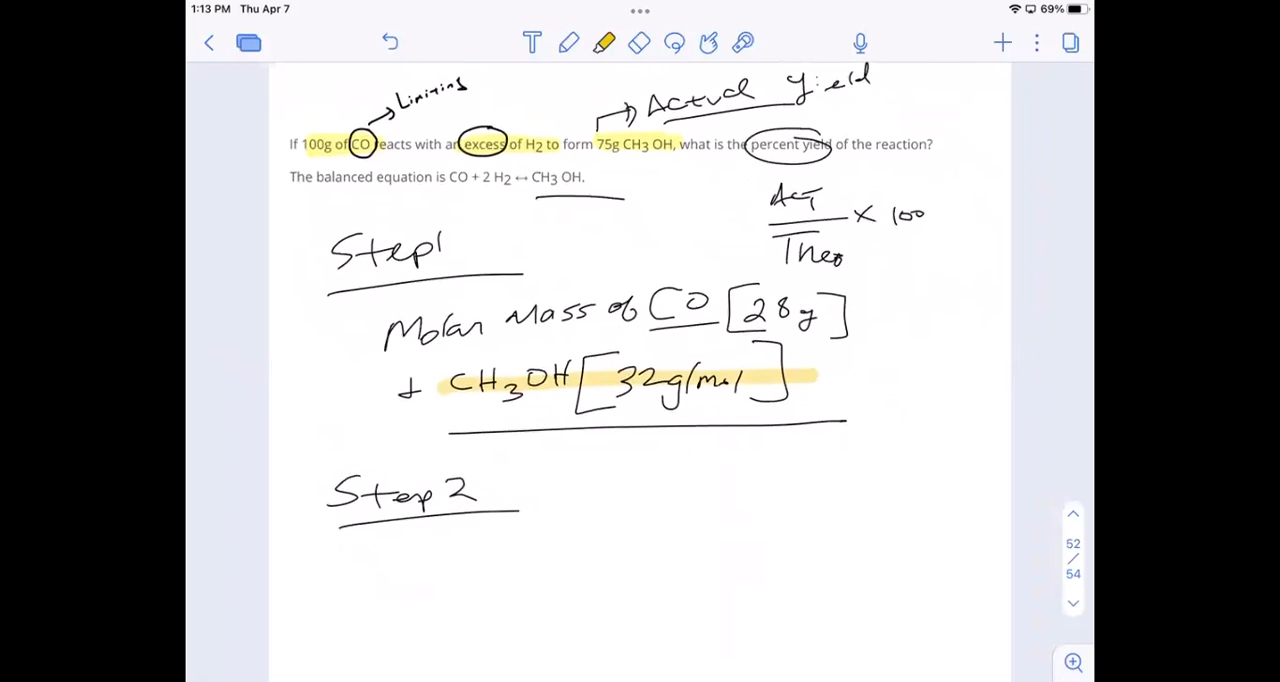 1:13 PM Thu Apr 7
69%
Limiting
Actual Yield
If 100g of CO reacts with an excess of H2 to form 75g CH3 OH, what is the percent yield of the reaction?
The balanced equation is CO + 2 H2 ↔ CH3 OH.
Act
Theo
x 100
Step 1
Molar Mass of CO [28g]
+ CH3OH [32g/mol]
Step 2
52
/
54